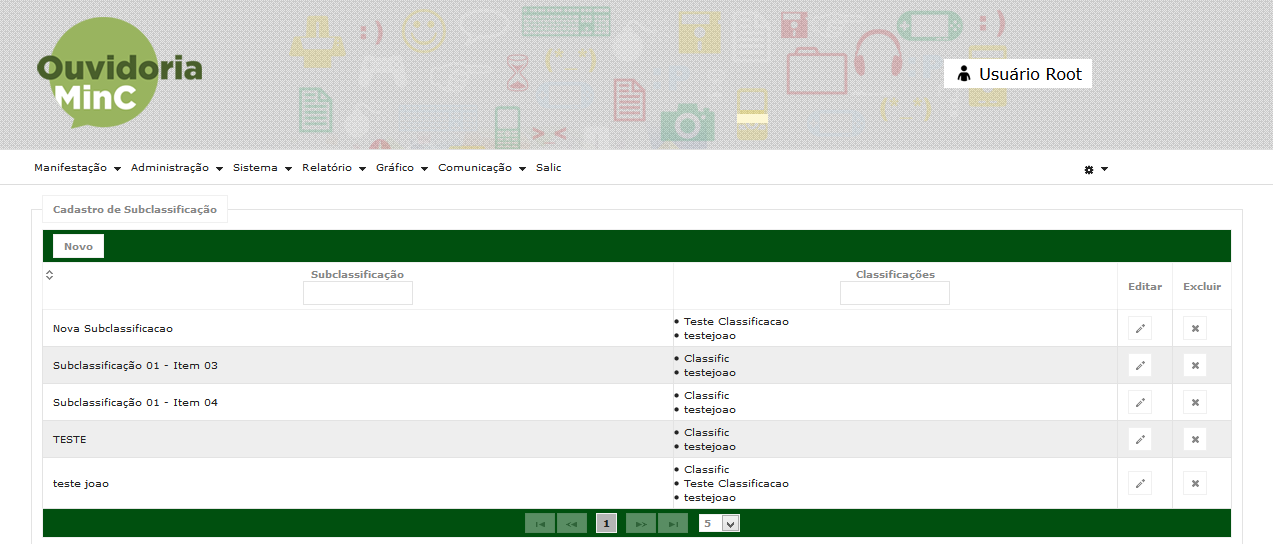 Ouvidoria
MinC
Usuário Root
Manifestação Administração Sistema Relatório Gráfico Comunicação Salic
Cadastro de Subclassificação
Novo
Subclassificação Classificações Editar Excluir
Nova Subclassificacao
• Teste Classificacao
• testejoao
Subclassificação 01 - Item 03
• Classific
• testejoao
Subclassificação 01 - Item 04
• Classific
• testejoao
TESTE
• Classific
• testejoao
teste joao
• Classific
• Teste Classificacao
• testejoao
1 5